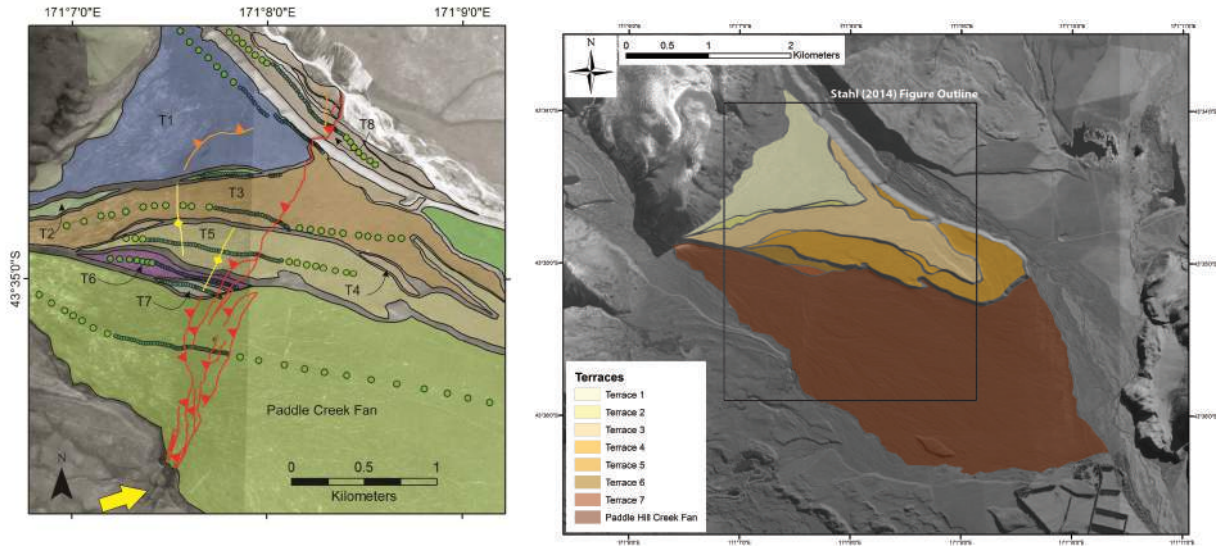 171°7'0"E
171°8'0"E
171°9'0"E
T1
T8
T3
T2
T5
T6
T4
T7
43°35'0"S
Paddle Creek Fan
N
0 0.5 1
Kilometers
N
0 0.5 1 2
Kilometers
Stahl (2014) Figure Outline
Terraces
Terrace 1
Terrace 2
Terrace 3
Terrace 4
Terrace 5
Terrace 6
Terrace 7
Paddle Hill Creek Fan